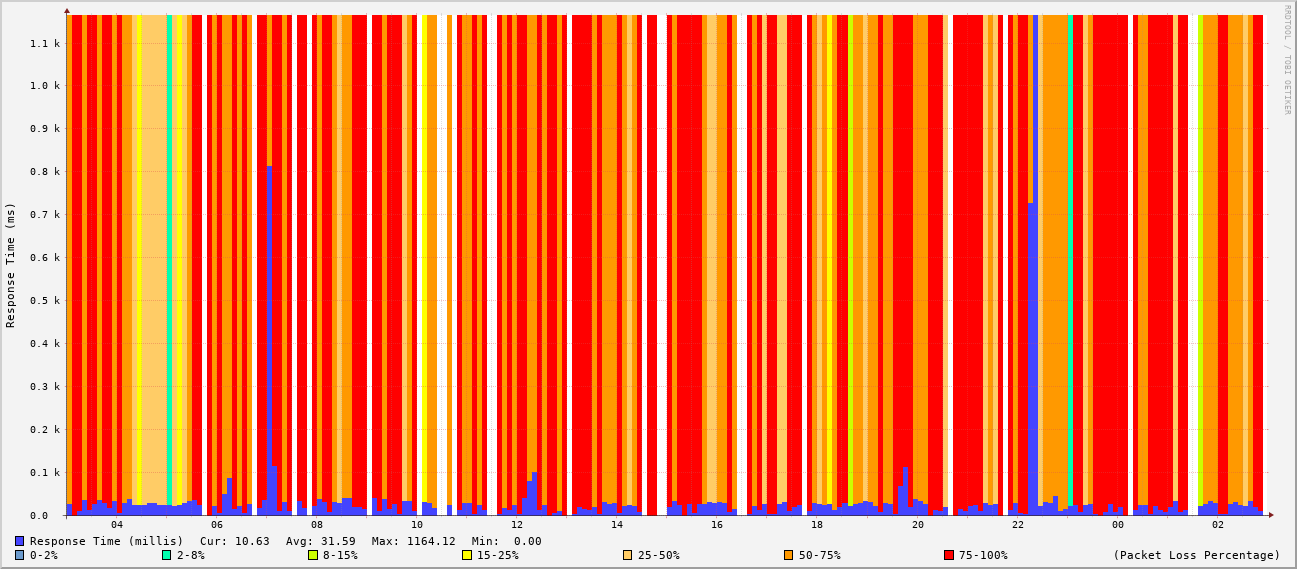 RRDTOOL / TOBI OETIKER
Response Time (ms)
1.1 k
1.0 k
0.9 k
0.8 k
0.7 k
0.6 k
0.5 k
0.4 k
0.3 k
0.2 k
0.1 k
0.0
04 06 08 10 12 14 16 18 20 22 00 02
Response Time (millis) Cur: 10.63 Avg: 31.59 Max: 1164.12 Min: 0.00
0-2% 2-8% 8-15% 15-25% 25-50% 50-75% 75-100% (Packet Loss Percentage)